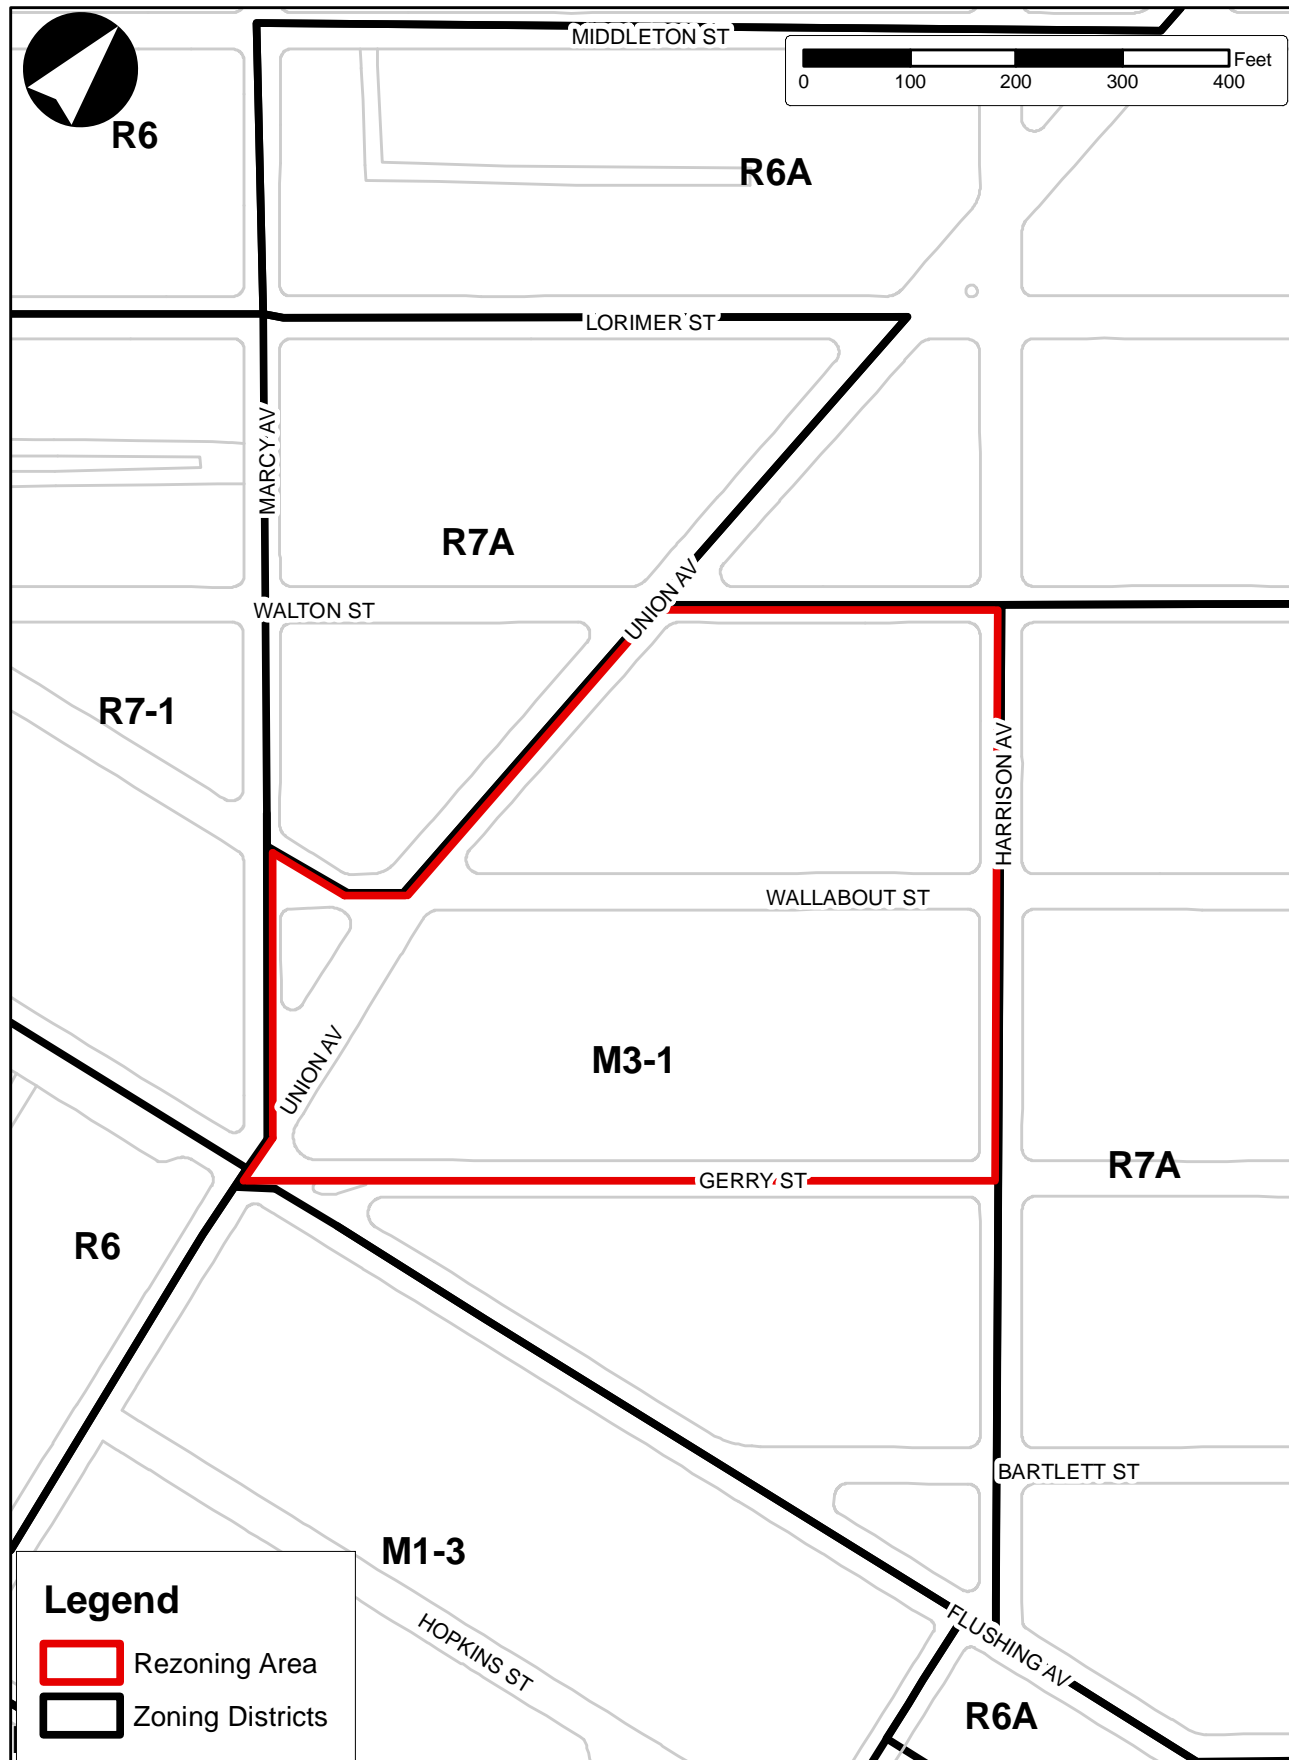 MIDDLETON ST
Feet
0 100 200 300 400
R6
R6A
LORIMER ST
MARCY AV
R7A
UNION AV
WALTON ST
R7-1
HARRISON AV
WALLABOUT ST
UNION AV
M3-1
R7A
GERRY ST
R6
BARTLETT ST
M1-3
HOPKINS ST
FLUSHING AV
R6A
Legend
Rezoning Area
Zoning Districts